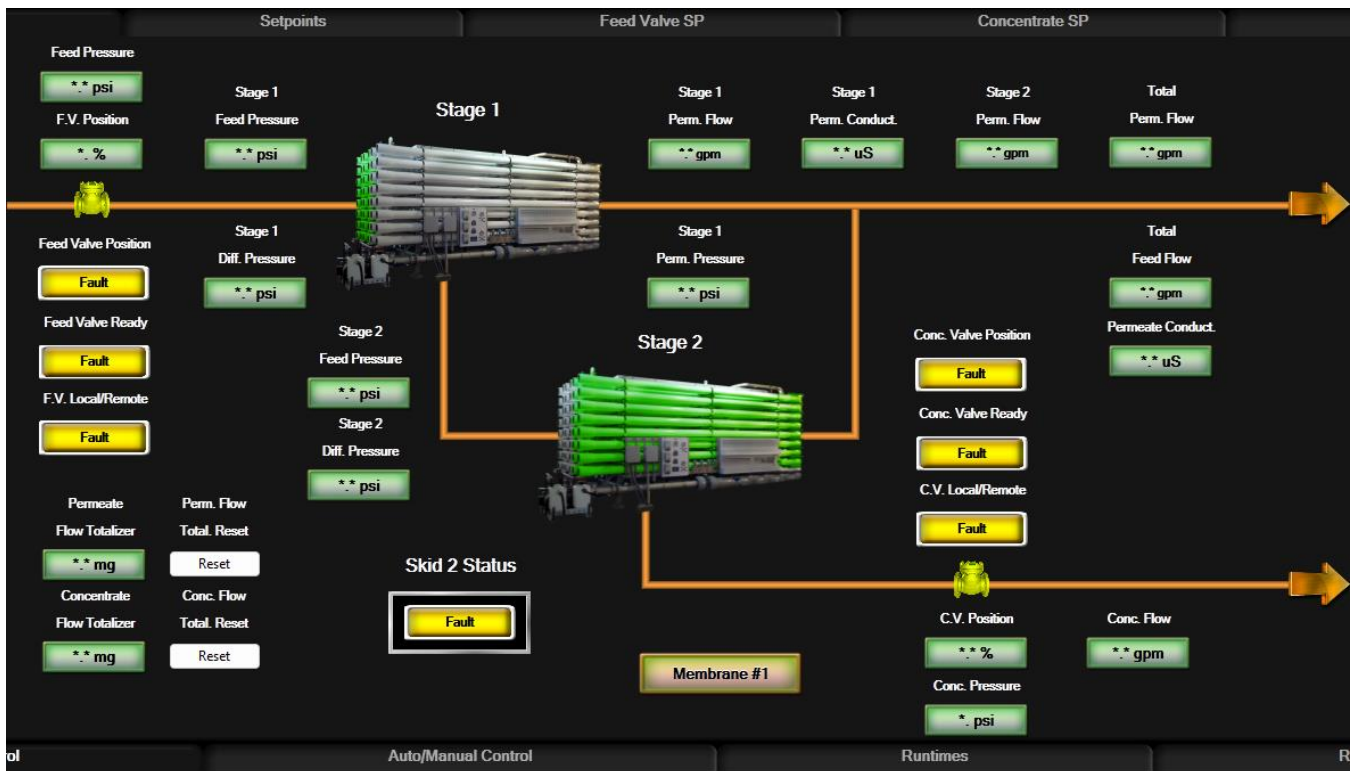 Setpoints
Feed Valve SP
Concentrate SP
Feed Pressure
*.* psi
F.V. Position
*. %
Stage 1
Feed Pressure
*.* psi
Stage 1
Stage 1
Perm. Flow
*.* gpm
Stage 1
Perm. Conduct.
*.* uS
Stage 2
Perm. Flow
*.* gpm
Total
Perm. Flow
*.* gpm
Feed Valve Position
Fault
Feed Valve Ready
Fault
F.V. Local/Remote
Fault
Stage 1
Diff. Pressure
*.* psi
Stage 1
Perm. Pressure
*.* psi
Total
Feed Flow
*.* gpm
Permeate Conduct.
*.* uS
Stage 2
Feed Pressure
*.* psi
Stage 2
Diff. Pressure
*.* psi
Stage 2
Conc. Valve Position
Fault
Conc. Valve Ready
Fault
C.V. Local/Remote
Fault
Permeate
Flow Totalizer
*.* mg
Perm. Flow
Total. Reset
Reset
Concentrate
Flow Totalizer
*.* mg
Conc. Flow
Total. Reset
Reset
Skid 2 Status
Fault
Membrane #1
C.V. Position
*.* %
Conc. Pressure
*. psi
Conc. Flow
*.* gpm
ol
Auto/Manual Control
Runtimes
R